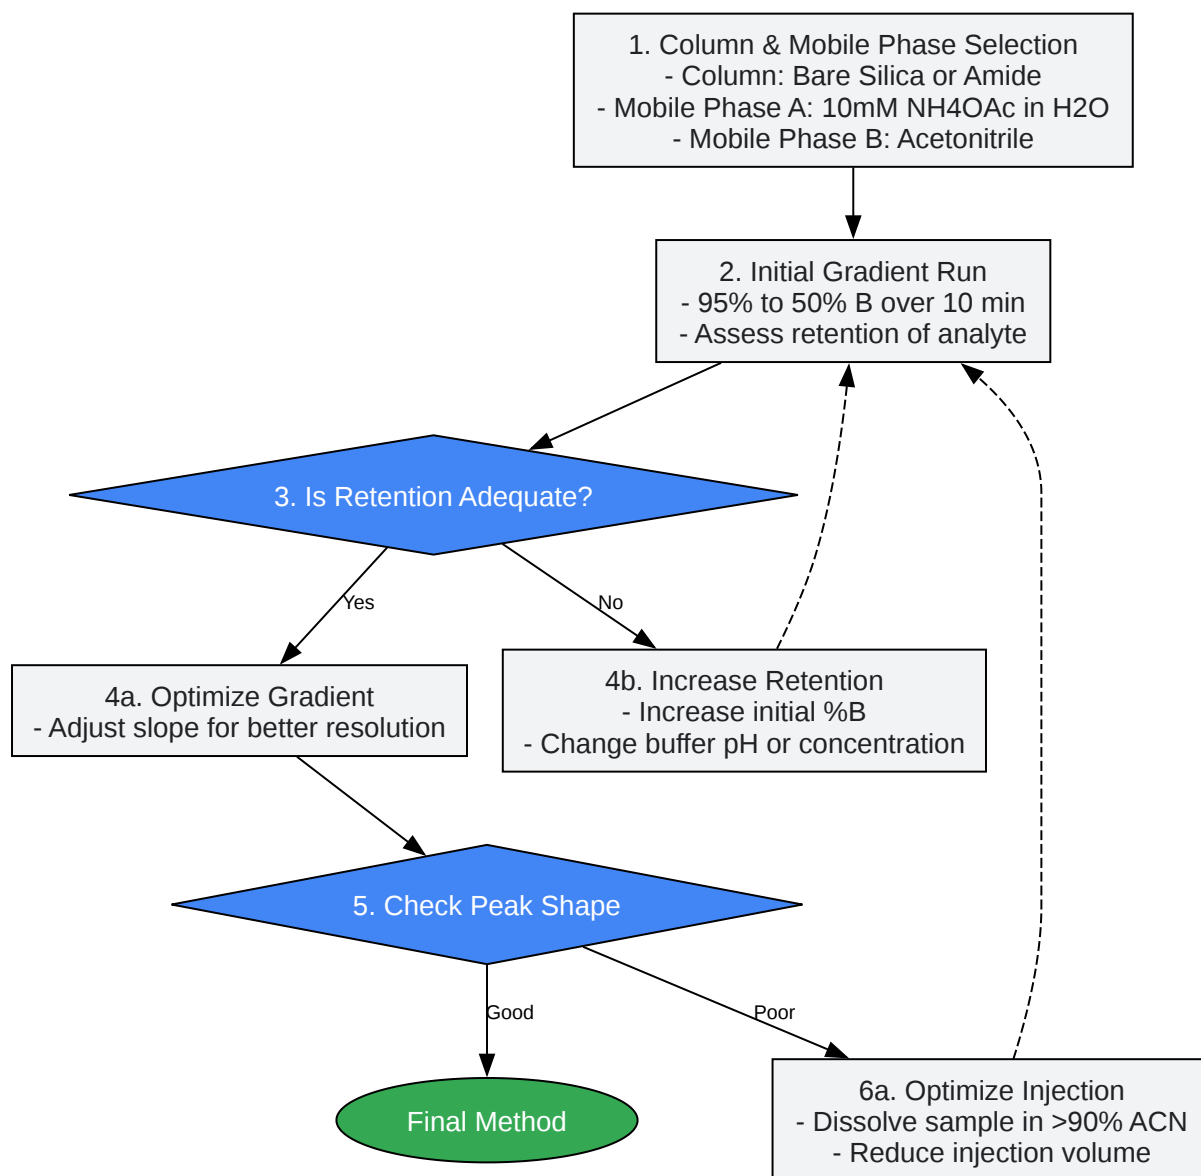 1. Column & Mobile Phase Selection
- Column: Bare Silica or Amide
- Mobile Phase A: 10mM NH4OAc in H2O
- Mobile Phase B: Acetonitrile
2. Initial Gradient Run
- 95% to 50% B over 10 min
- Assess retention of analyte
3. Is Retention Adequate?
Yes
No
4a. Optimize Gradient
- Adjust slope for better resolution
4b. Increase Retention
- Increase initial %B
- Change buffer pH or concentration
5. Check Peak Shape
Good
Poor
Final Method
6a. Optimize Injection
- Dissolve sample in >90% ACN
- Reduce injection volume